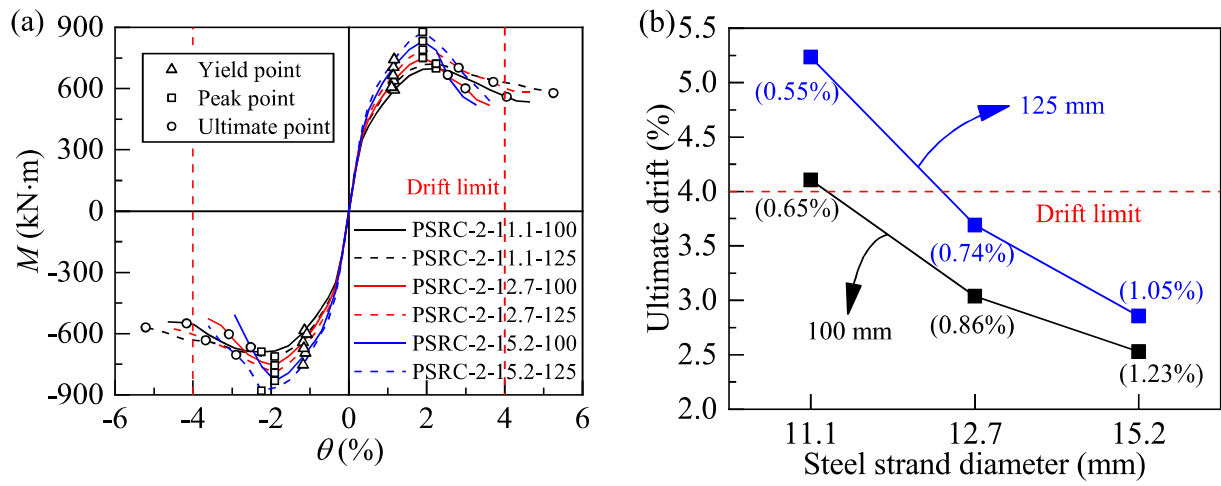 (a)
900
600
300
0
-300
-600
-900
M (kN·m)
Yield point
Peak point
Ultimate point
Drift limit
PSRC-2-11.1-100
PSRC-2-11.1-125
PSRC-2-12.7-100
PSRC-2-12.7-125
PSRC-2-15.2-100
PSRC-2-15.2-125
-6 -4 -2 0 2 4 6
θ (%)
(b)
5.5
5.0
4.5
4.0
3.5
3.0
2.5
2.0
Ultimate drift (%)
(0.55%)
125 mm
(0.65%)
Drift limit
(0.74%)
100 mm
(0.86%)
(1.05%)
(1.23%)
11.1 12.7 15.2
Steel strand diameter (mm)